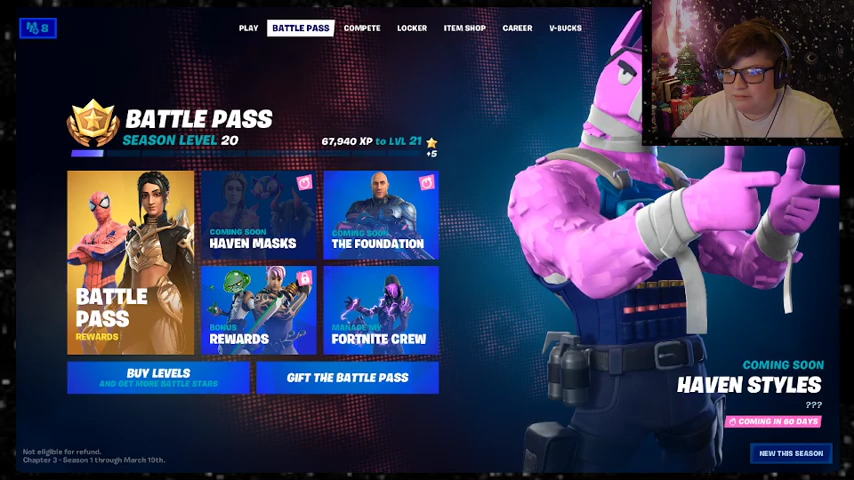 PLAY BATTLE PASS COMPETE LOCKER ITEM SHOP CAREER V-BUCKS
8
BATTLE PASS
SEASON LEVEL 20
67,940 XP to LVL 21
+5
COMING SOON
HAVEN MASKS
COMING SOON
THE FOUNDATION
BATTLE
PASS
REWARDS
BONUS
REWARDS
MANAGE MY
FORTNITE CREW
BUY LEVELS
AND GET MORE BATTLE STARS
GIFT THE BATTLE PASS
COMING SOON
HAVEN STYLES
???
COMING IN 60 DAYS
NEW THIS SEASON
Not eligible for refund.
Chapter 3 - Season 1 through March 19th.